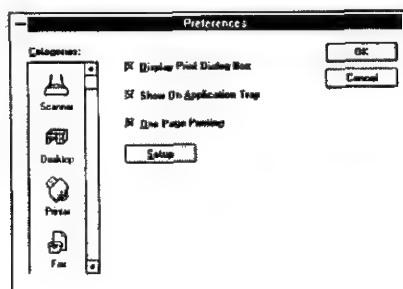 Preferences
Categories:
Scanner
Desktop
Printer
Fax
Display Print Dialog Box
Show On Application Tray
One Page Printing
Setup
OK
Cancel